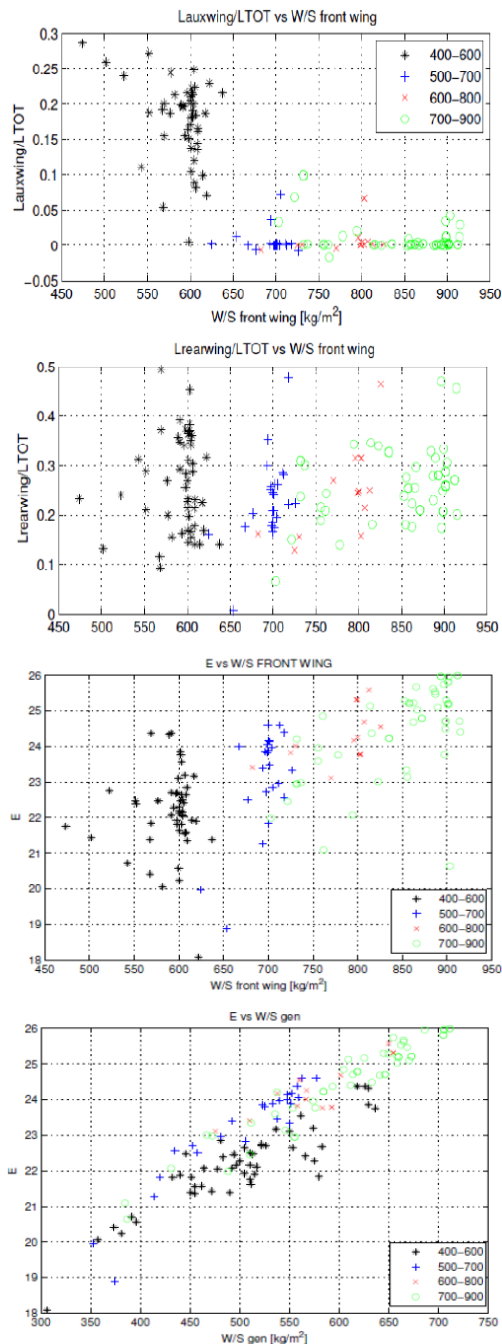 Lauxwing/LTOT vs W/S front wing
0.3
0.25
0.2
0.15
0.1
0.05
0
−0.05
Lauxwing/LTOT
400−600
500−700
600−800
700−900
450 500 550 600 650 700 750 800 850 900 950
W/S front wing [kg/m²]
Lrearwing/LTOT vs W/S front wing
0.5
0.4
0.3
0.2
0.1
0
Lrearwing/LTOT
450 500 550 600 650 700 750 800 850 900 950
W/S front wing [kg/m²]
E vs W/S FRONT WING
26
25
24
23
22
21
20
19
18
E
400−600
500−700
600−800
700−900
450 500 550 600 650 700 750 800 850 900 950
W/S front wing [kg/m²]
E vs W/S gen
26
25
24
23
22
21
20
19
18
E
400−600
500−700
600−800
700−900
300 350 400 450 500 550 600 650 700 750
W/S gen [kg/m²]